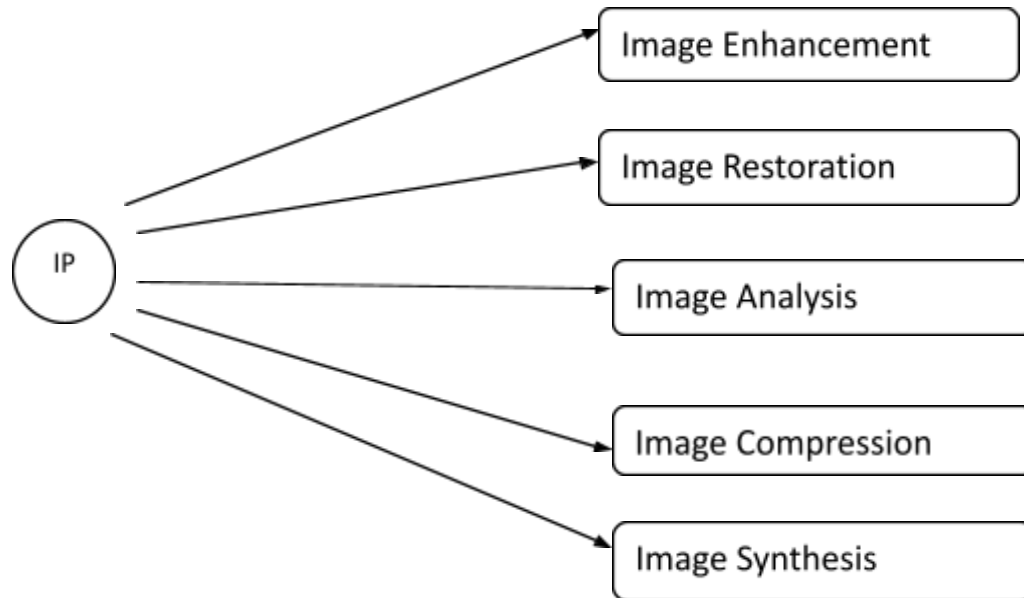 Image Enhancement
Image Restoration
IP
Image Analysis
Image Compression
Image Synthesis